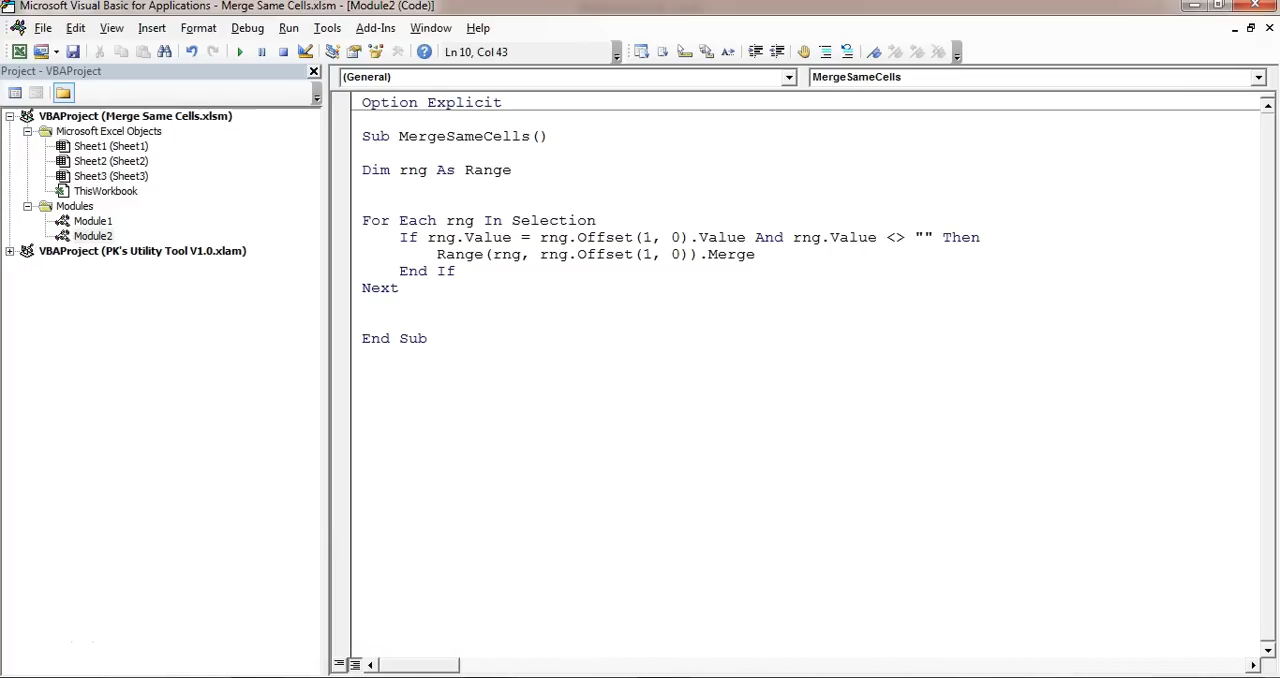 Microsoft Visual Basic for Applications - Merge Same Cells.xlsm - [Module2 (Code)]
File Edit View Insert Format Debug Run Tools Add-Ins Window Help
Ln 10, Col 43
Project - VBAProject
(General)
MergeSameCells
VBAProject (Merge Same Cells.xlsm)
Microsoft Excel Objects
Sheet1 (Sheet1)
Sheet2 (Sheet2)
Sheet3 (Sheet3)
ThisWorkbook
Modules
Module1
Module2
VBAProject (PK's Utility Tool V1.0.xlam)
Option Explicit
Sub MergeSameCells()
Dim rng As Range
For Each rng In Selection
If rng.Value = rng.Offset(1, 0).Value And rng.Value <> "" Then
Range(rng, rng.Offset(1, 0)).Merge
End If
Next
End Sub